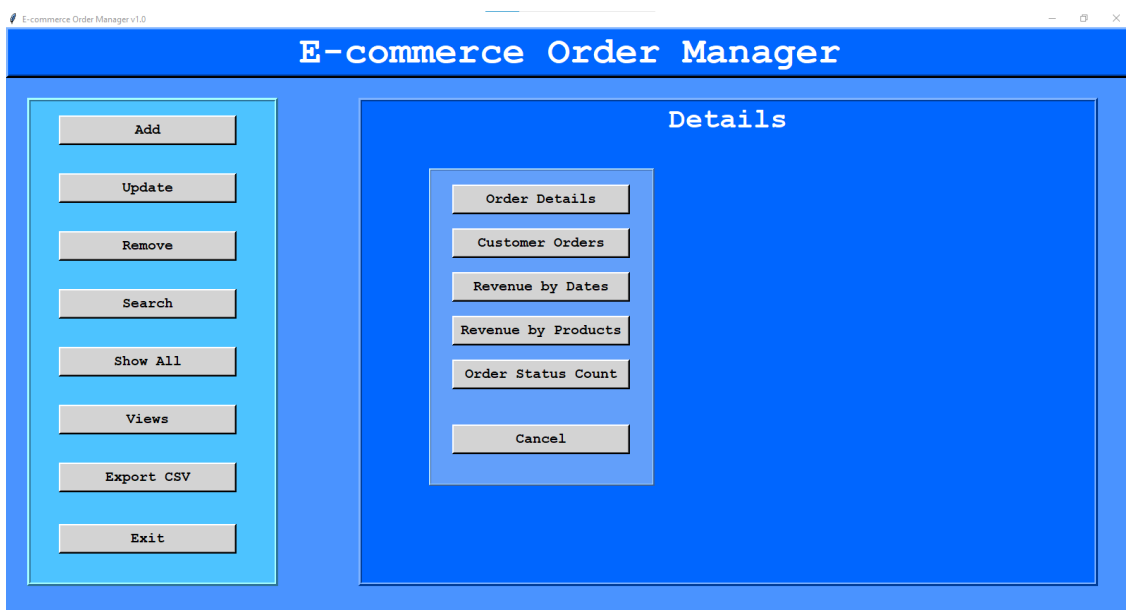 E-commerce Order Manager v1.0
E-commerce Order Manager
Add
Update
Remove
Search
Show All
Views
Export CSV
Exit
Details
Order Details
Customer Orders
Revenue by Dates
Revenue by Products
Order Status Count
Cancel